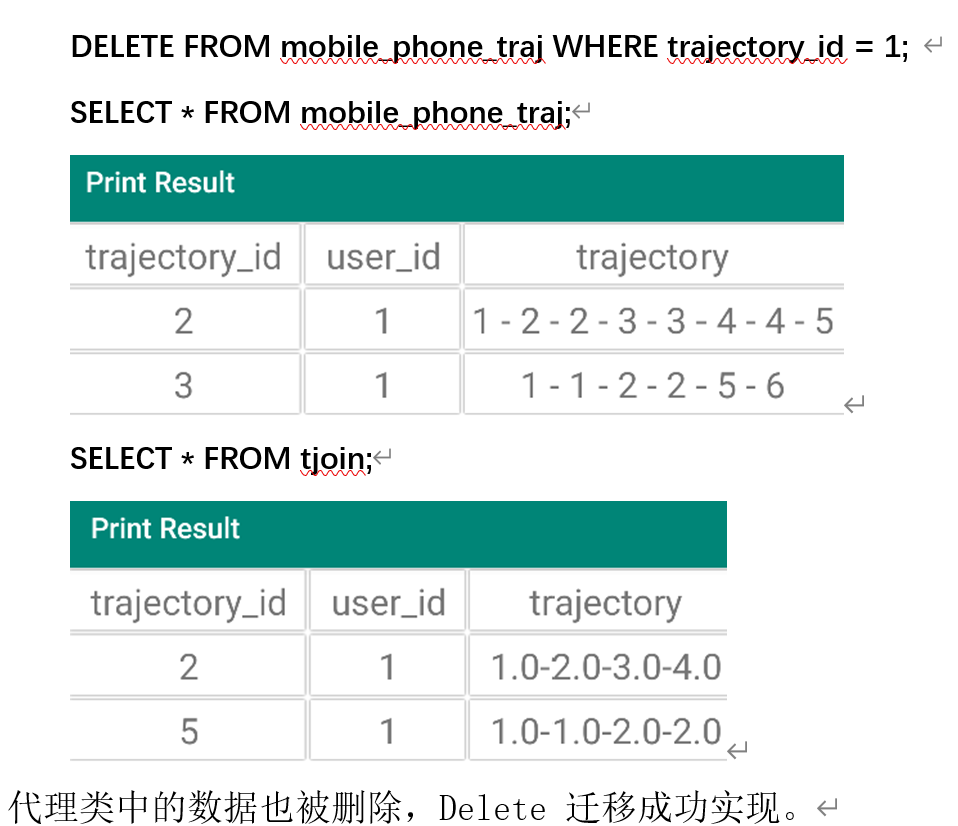 DELETE FROM mobile_phone_traj WHERE trajectory_id = 1;
SELECT * FROM mobile_phone_traj;
Print Result
trajectory_id user_id trajectory
2 1 1 - 2 - 2 - 3 - 3 - 4 - 4 - 5
3 1 1 - 1 - 2 - 2 - 5 - 6
SELECT * FROM tjoin;
Print Result
trajectory_id user_id trajectory
2 1 1.0-2.0-3.0-4.0
5 1 1.0-1.0-2.0-2.0
代理类中的数据也被删除，Delete 迁移成功实现。